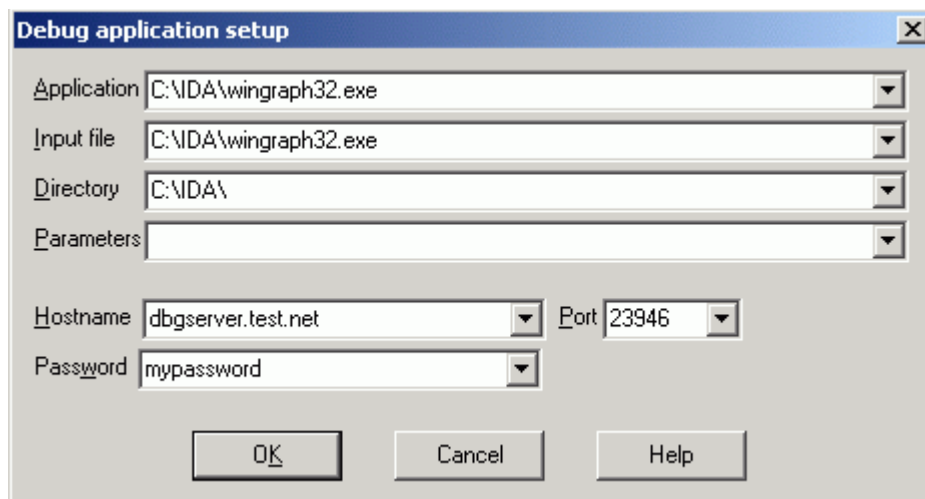 Debug application setup
Application C:\IDA\wingraph32.exe
Input file C:\IDA\wingraph32.exe
Directory C:\IDA\
Parameters
Hostname dbgserver.test.net Port 23946
Password mypassword
OK Cancel Help